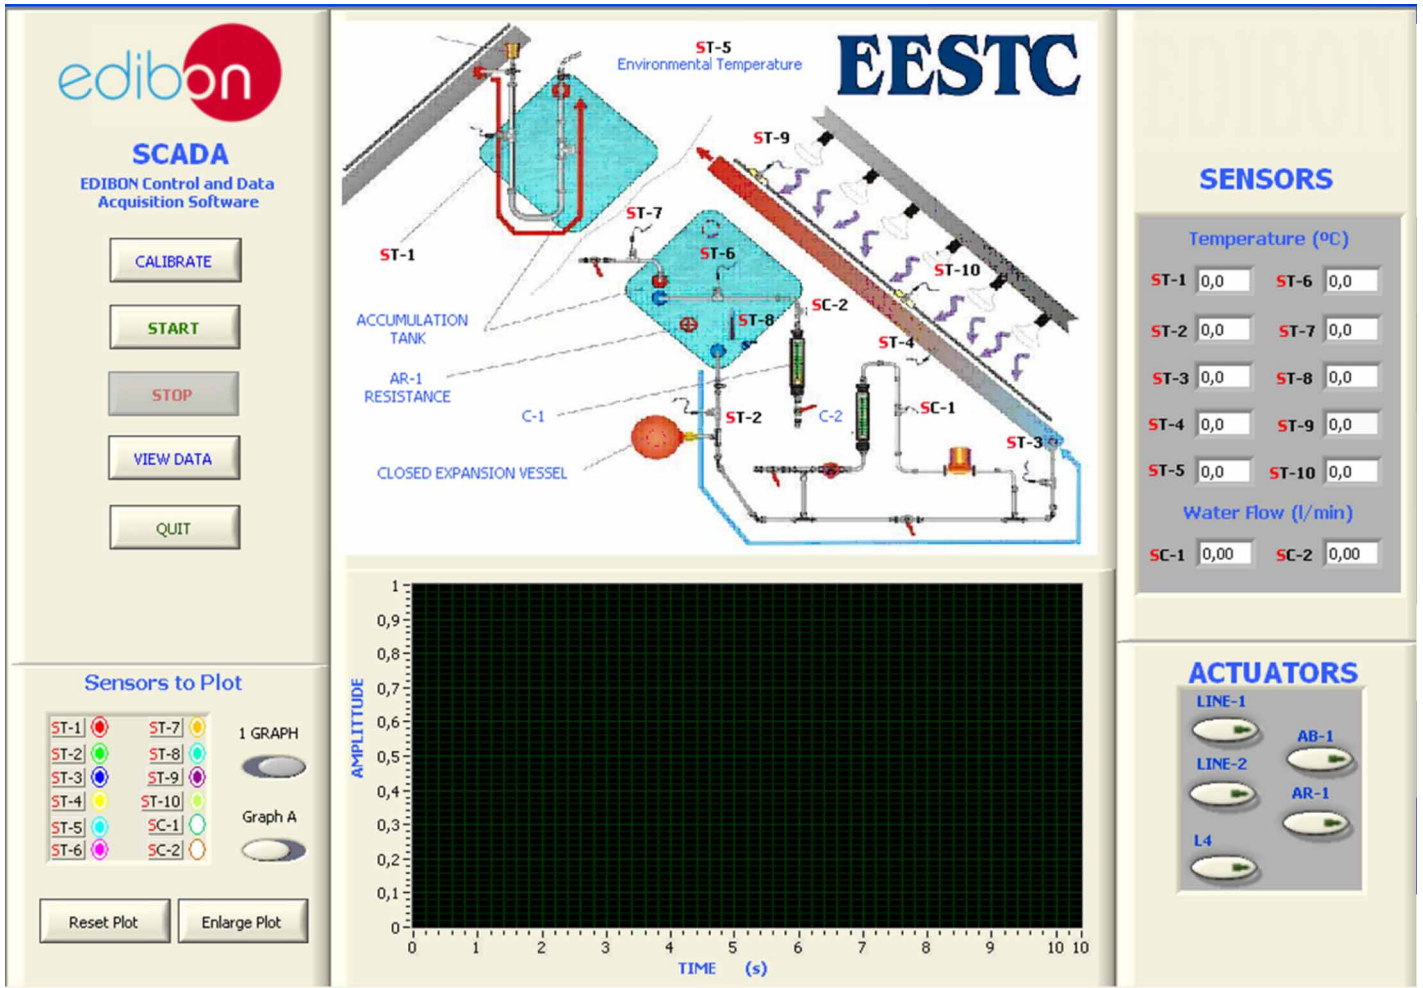 edibon
SCADA
EDIBON Control and Data
Acquisition Software
CALIBRATE
START
STOP
VIEW DATA
QUIT
Sensors to Plot
ST-1
ST-7
ST-2
ST-8
ST-3
ST-9
ST-4
ST-10
ST-5
SC-1
ST-6
SC-2
1 GRAPH
Graph A
Reset Plot
Enlarge Plot
ST-5
Environmental Temperature
EESTC
ST-9
ST-7
ST-1
ST-6
ST-10
SC-2
ACCUMULATION
TANK
ST-8
ST-4
AR-1
RESISTANCE
C-1
ST-2
C-2
SC-1
ST-3
CLOSED EXPANSION VESSEL
AMPLITTUDE
1
0,9
0,8
0,7
0,6
0,5
0,4
0,3
0,2
0,1
0
0 1 2 3 4 5 6 7 8 9 10 10
TIME (s)
EDIBON
SENSORS
Temperature (ºC)
ST-1 0,0 ST-6 0,0
ST-2 0,0 ST-7 0,0
ST-3 0,0 ST-8 0,0
ST-4 0,0 ST-9 0,0
ST-5 0,0 ST-10 0,0
Water Flow (l/min)
SC-1 0,00 SC-2 0,00
ACTUATORS
LINE-1
AB-1
LINE-2
AR-1
L4